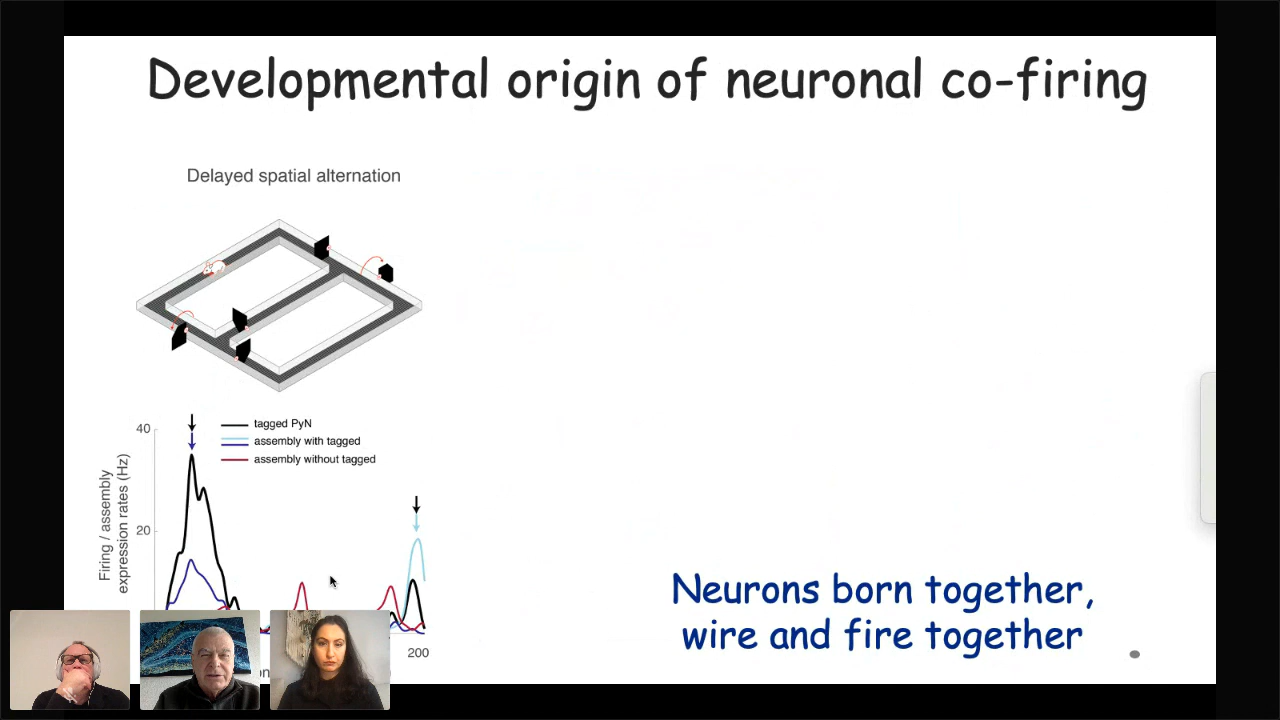 Developmental origin of neuronal co-firing
Delayed spatial alternation
40
20
Firing / assembly
expression rates (Hz)
tagged PyN
assembly with tagged
assembly without tagged
200
Neurons born together,
wire and fire together